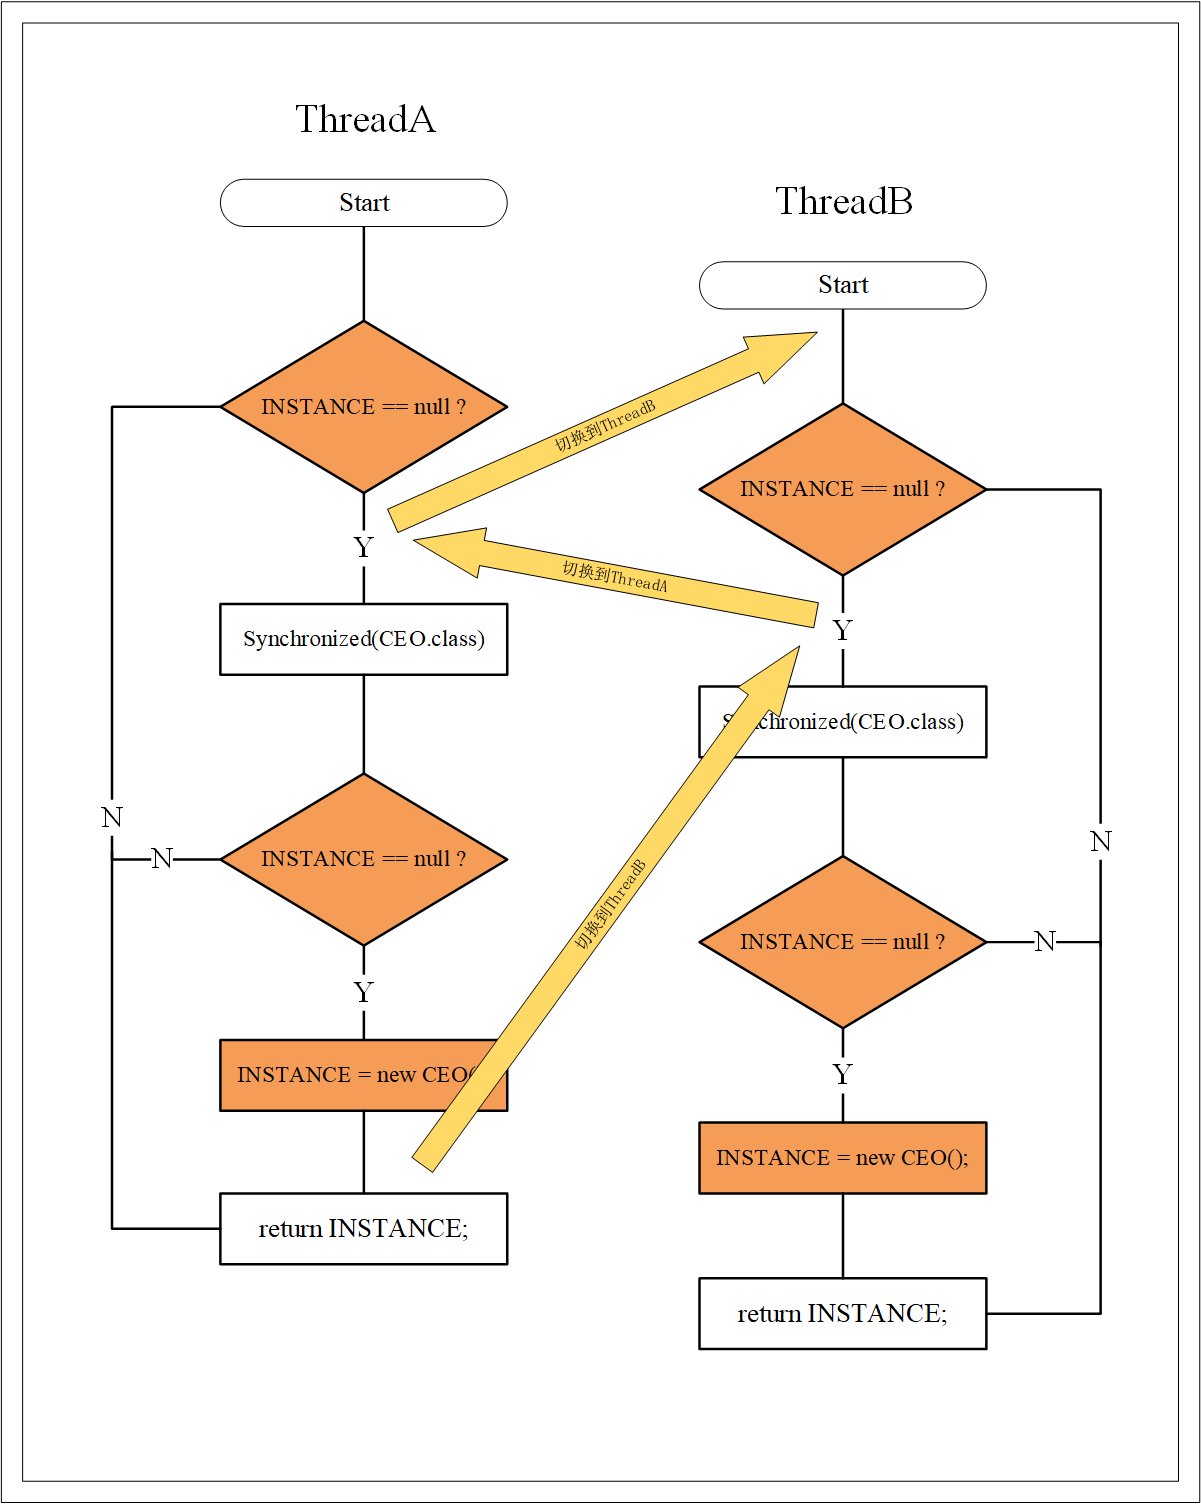 ThreadA
Start
INSTANCE == null ?
Y
Synchronized(CEO.class)
N
INSTANCE == null ?
N
Y
INSTANCE = new CEO(
return INSTANCE;
切换到ThreadB
切换到ThreadA
切换到ThreadB
ThreadB
Start
INSTANCE == null ?
Y
Synchronized(CEO.class)
N
INSTANCE == null ?
N
Y
INSTANCE = new CEO();
return INSTANCE;